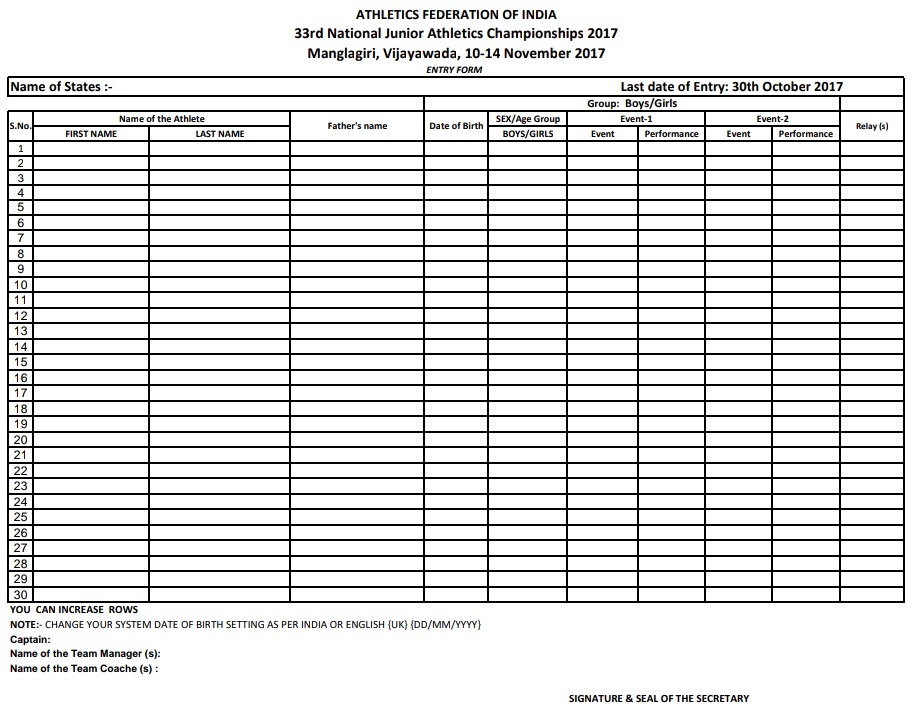 ATHLETICS FEDERATION OF INDIA
33rd National Junior Athletics Championships 2017
Manglagiri, Vijayawada, 10-14 November 2017
ENTRY FORM
Name of States :- Last date of Entry: 30th October 2017
Group: Boys/Girls
S.No. Name of the Athlete Father's name Date of Birth SEX/Age Group Event-1 Event-2 Relay (s)
FIRST NAME LAST NAME BOYS/GIRLS Event Performance Event Performance
1
2
3
4
5
6
7
8
9
10
11
12
13
14
15
16
17
18
19
20
21
22
23
24
25
26
27
28
29
30
YOU CAN INCREASE ROWS
NOTE:- CHANGE YOUR SYSTEM DATE OF BIRTH SETTING AS PER INDIA OR ENGLISH {UK} {DD/MM/YYYY}
Captain:
Name of the Team Manager (s):
Name of the Team Coache (s) :
SIGNATURE & SEAL OF THE SECRETARY